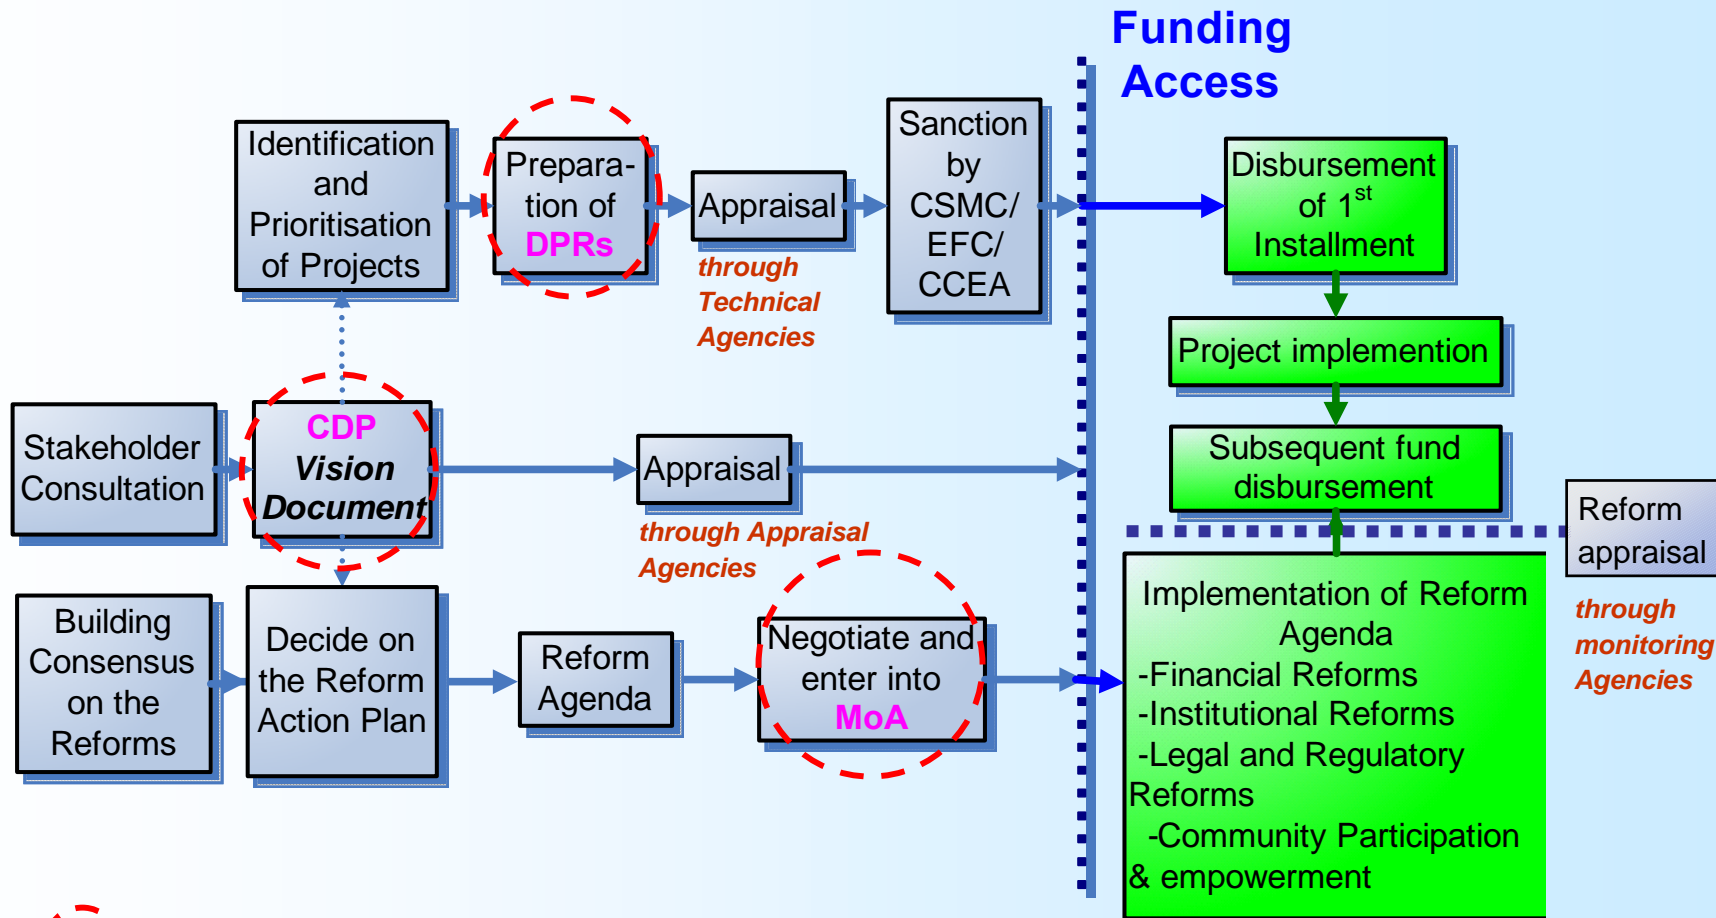 Funding
Access
Identification
and
Prioritisation
of Projects
Prepara-
tion of
DPRs
Appraisal
through
Technical
Agencies
Sanction
by
CSMC/
EFC/
CCEA
Disbursement
of 1st
Installment
Project implemention
Subsequent fund
disbursement
Stakeholder
Consultation
CDP
Vision
Document
Appraisal
through Appraisal
Agencies
Reform
appraisal
through
monitoring
Agencies
Building
Consensus
on the
Reforms
Decide on
the Reform
Action Plan
Reform
Agenda
Negotiate and
enter into
MoA
Implementation of Reform
Agenda
-Financial Reforms
-Institutional Reforms
-Legal and Regulatory
Reforms
-Community Participation
& empowerment